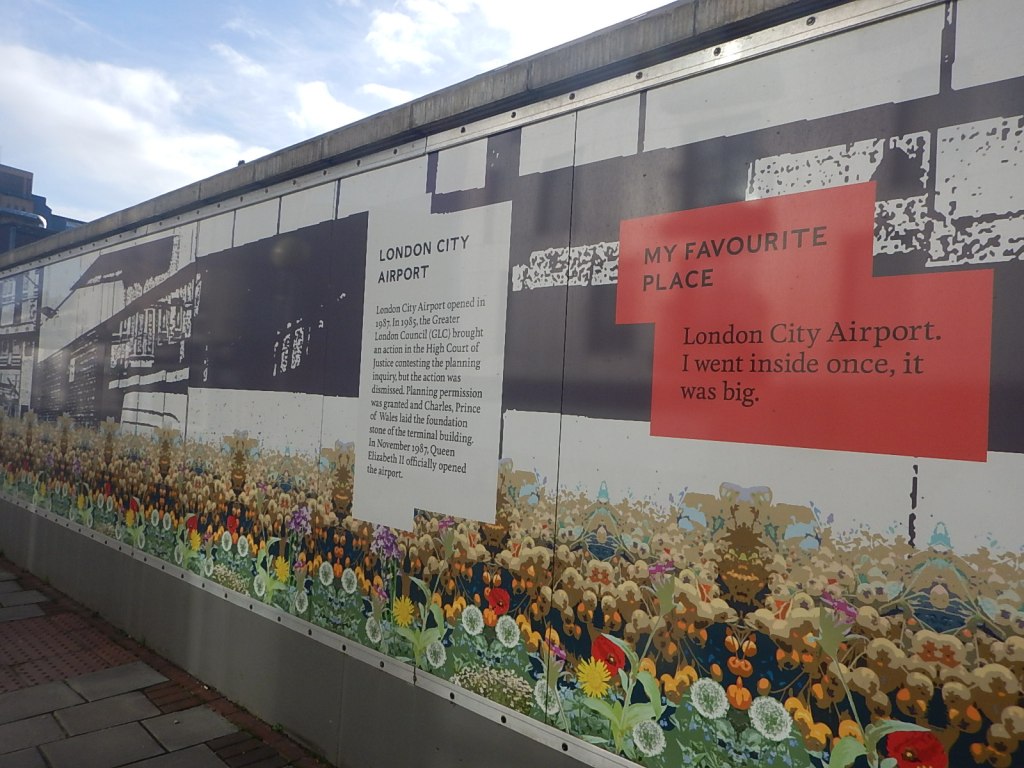 LONDON CITY
AIRPORT
London City Airport opened in
1987. In 1985, the Greater
London Council (GLC) brought
an action in the High Court of
Justice contesting the planning
inquiry, but the action was
dismissed. Planning permission
was granted and Charles, Prince
of Wales laid the foundation
stone of the terminal building.
In November 1987, Queen
Elizabeth II officially opened
the airport.
MY FAVOURITE
PLACE
London City Airport.
I went inside once, it
was big.